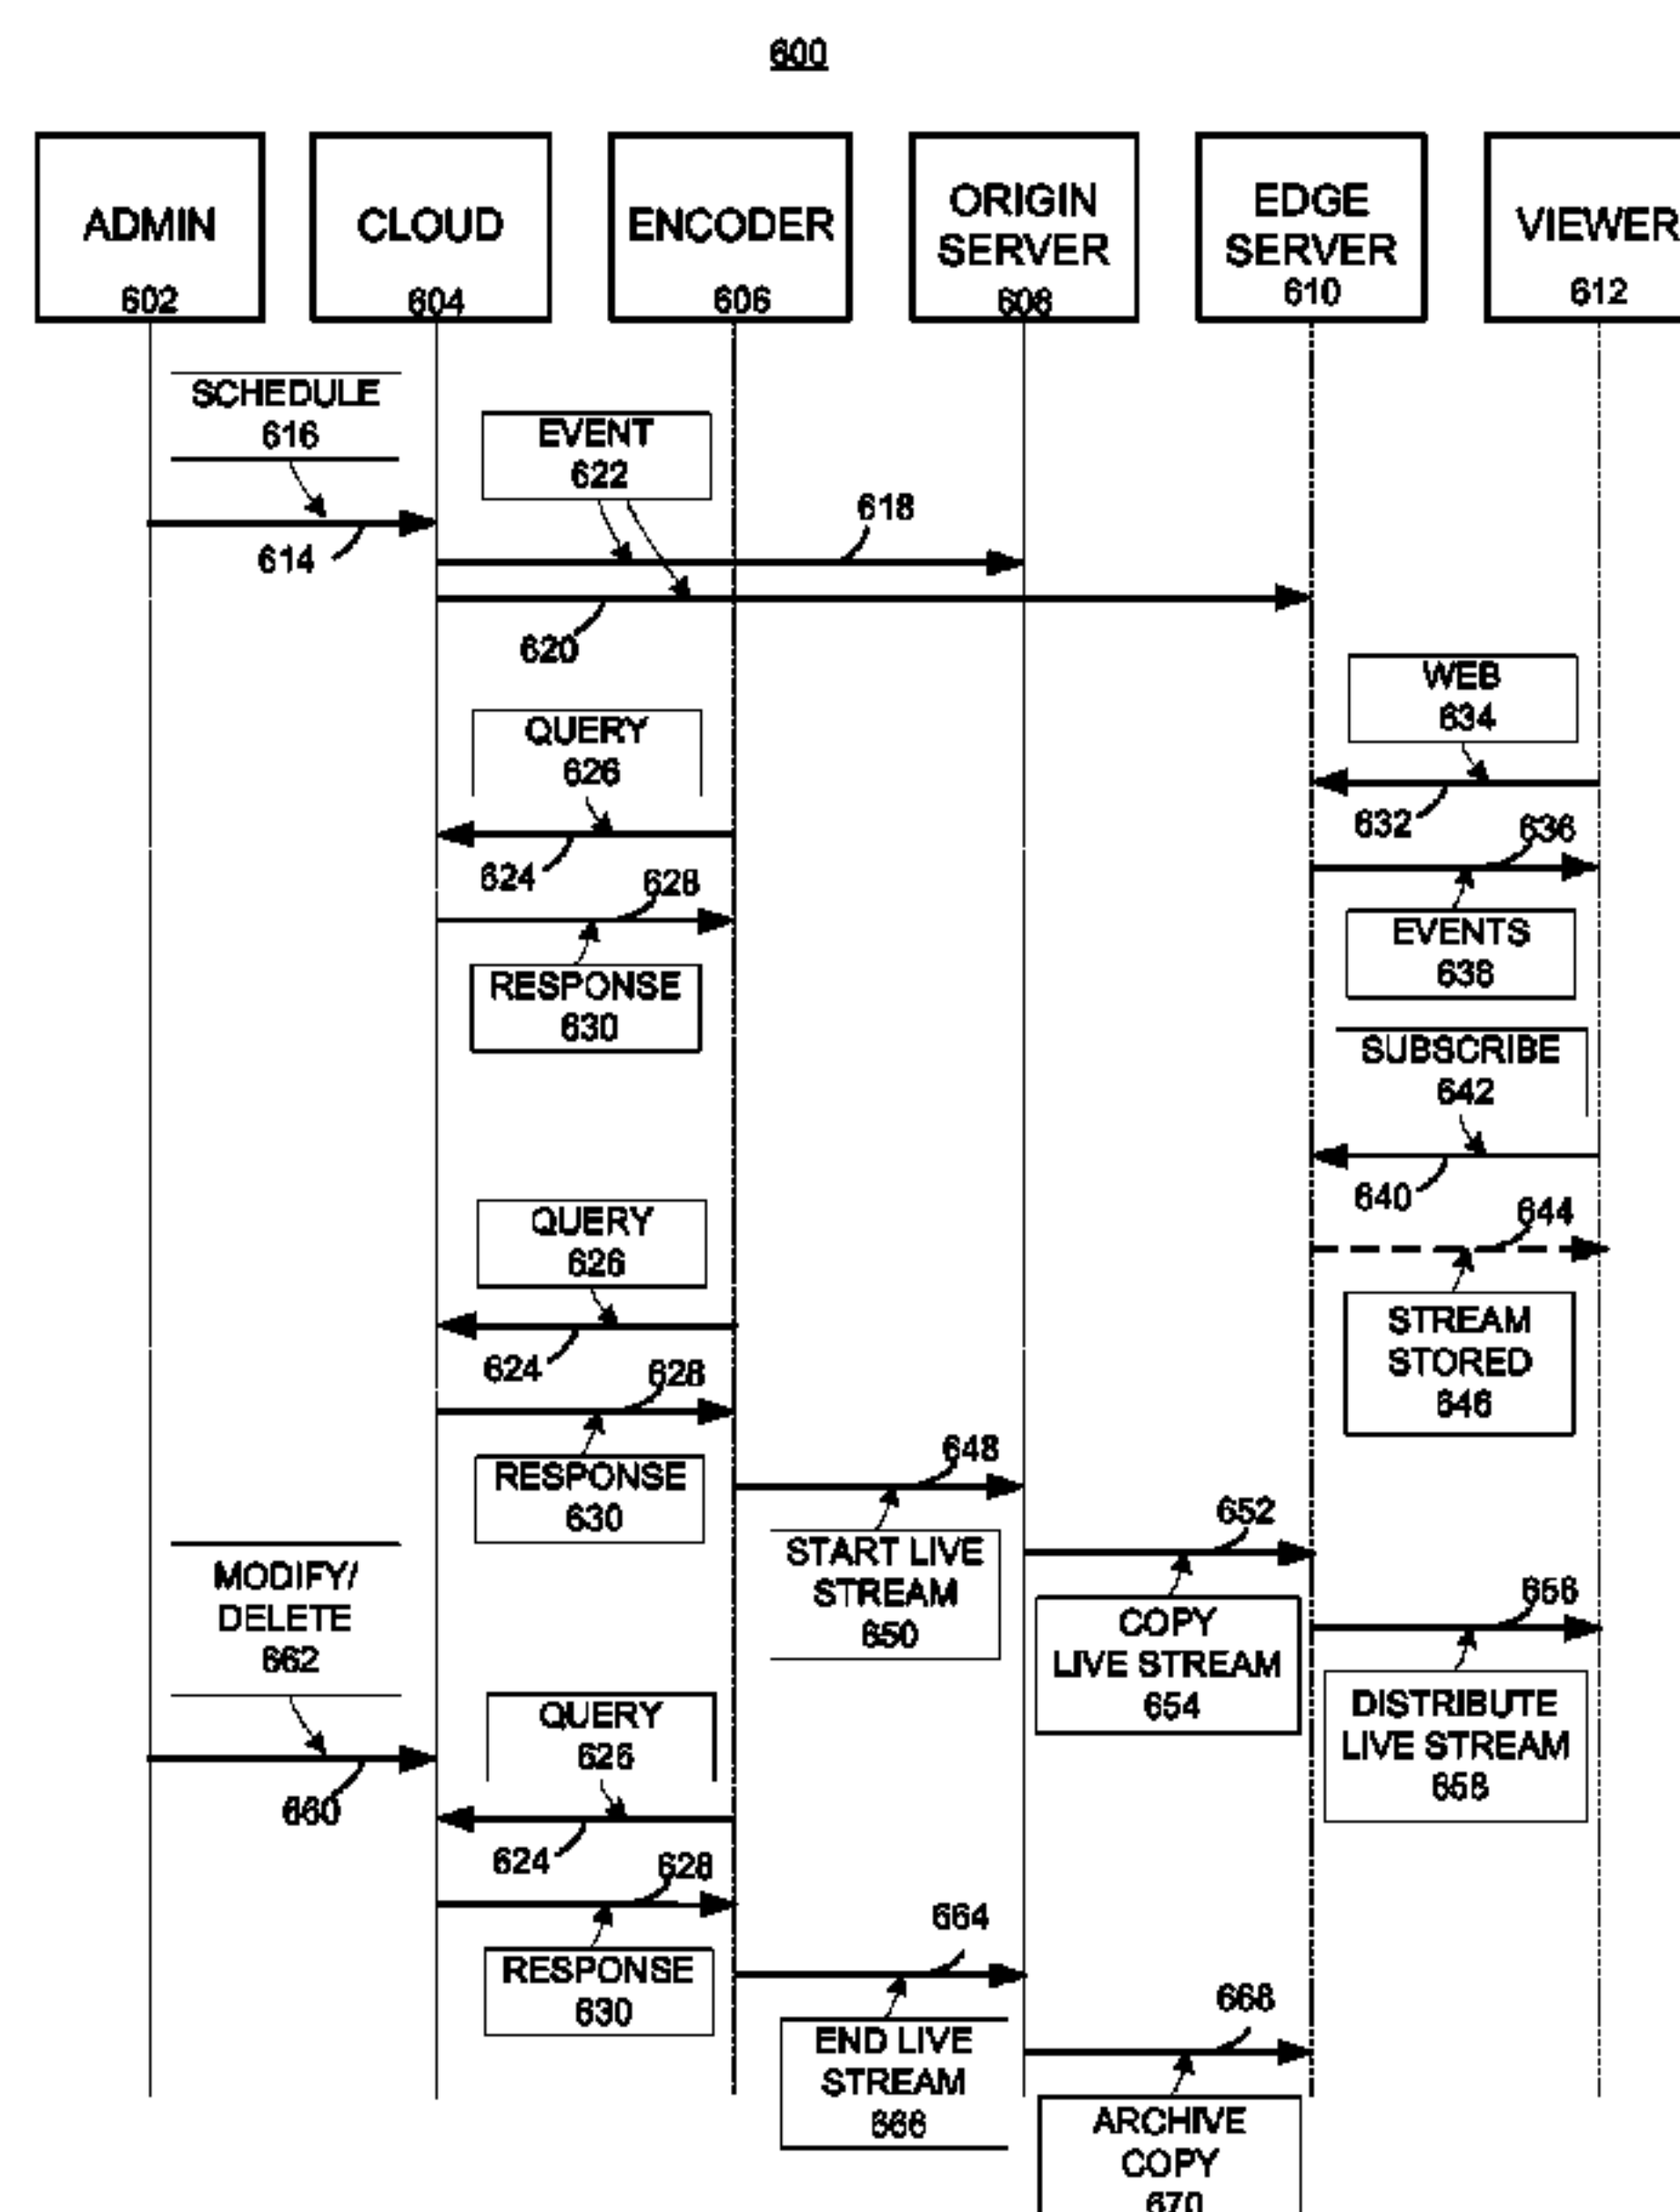 600
ADMIN
602
CLOUD
604
ENCODER
606
ORIGIN
SERVER
608
EDGE
SERVER
610
VIEWER
612
SCHEDULE
616
614
EVENT
622
618
620
WEB
634
632
636
EVENTS
638
QUERY
626
624
628
RESPONSE
630
SUBSCRIBE
642
640
644
STREAM
STORED
646
QUERY
626
624
628
RESPONSE
630
648
START LIVE
STREAM
650
652
COPY
LIVE STREAM
654
656
DISTRIBUTE
LIVE STREAM
658
MODIFY/
DELETE
662
660
QUERY
626
624
628
RESPONSE
630
664
END LIVE
STREAM
666
668
ARCHIVE
COPY
670